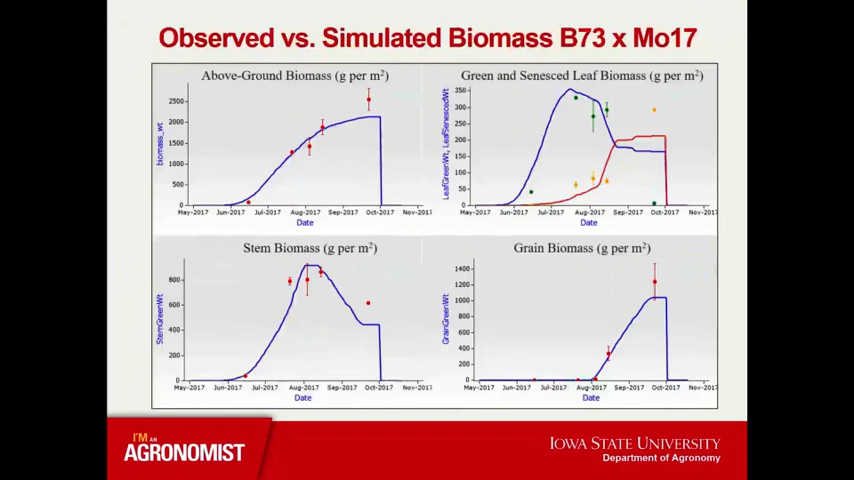 Observed vs. Simulated Biomass B73 x Mo17
Above-Ground Biomass (g per m²)
biomass_wt
2500
2000
1500
1000
500
0
May-2017 Jun-2017 Jul-2017 Aug-2017 Sep-2017 Oct-2017 Nov-2017
Date
Green and Senesced Leaf Biomass (g per m²)
LeafGreenWt, LeafSenescedWt
350
300
250
200
150
100
50
0
May-2017 Jun-2017 Jul-2017 Aug-2017 Sep-2017 Oct-2017 Nov-2017
Date
Stem Biomass (g per m²)
StemGreenWt
800
600
400
200
0
May-2017 Jun-2017 Jul-2017 Aug-2017 Sep-2017 Oct-2017 Nov-2017
Date
Grain Biomass (g per m²)
GrainGreenWt
1400
1200
1000
800
600
400
200
0
May-2017 Jun-2017 Jul-2017 Aug-2017 Sep-2017 Oct-2017 Nov-2017
Date
I'M AN
AGRONOMIST
IOWA STATE UNIVERSITY
Department of Agronomy